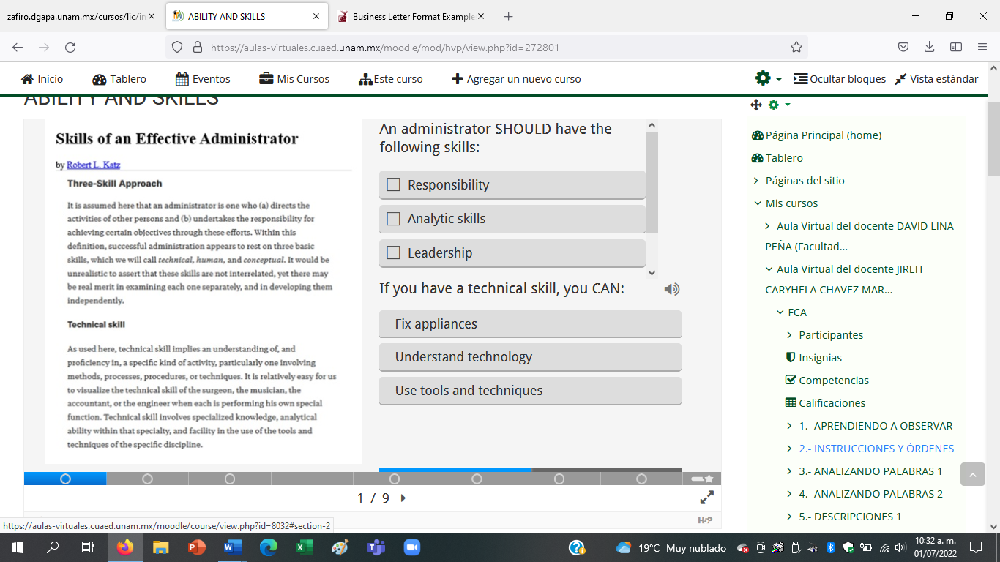 zafiro.dgapa.unam.mx/cursos/lic/in
ABILITY AND SKILLS
Business Letter Format Example
https://aulas-virtuales.cuaed.unam.mx/moodle/mod/hvp/view.php?id=272801
Inicio
Tablero
Eventos
Mis Cursos
Este curso
Agregar un nuevo curso
Ocultar bloques
Vista estándar
ABILITY AND SKILLS
Skills of an Effective Administrator
by Robert L. Katz
Three-Skill Approach
It is assumed here that an administrator is one who (a) directs the
activities of other persons and (b) undertakes the responsibility for
achieving certain objectives through these efforts. Within this
definition, successful administration appears to rest on three basic
skills, which we will call technical, human, and conceptual. It would be
unrealistic to assert that these skills are not interrelated, yet there may
be real merit in examining each one separately, and in developing them
independently.
Technical skill
As used here, technical skill implies an understanding of, and
proficiency in, a specific kind of activity, particularly one involving
methods, processes, procedures, or techniques. It is relatively easy for us
to visualize the technical skill of the surgeon, the musician, the
accountant, or the engineer when each is performing his own special
function. Technical skill involves specialized knowledge, analytical
ability within that specialty, and facility in the use of the tools and
techniques of the specific discipline.
An administrator SHOULD have the
following skills:
Responsibility
Analytic skills
Leadership
If you have a technical skill, you CAN:
Fix appliances
Understand technology
Use tools and techniques
1 / 9
H-P
Página Principal (home)
Tablero
Páginas del sitio
Mis cursos
Aula Virtual del docente DAVID LINA
PEÑA (Facultad...
Aula Virtual del docente JIREH
CARYHELA CHAVEZ MAR...
FCA
Participantes
Insignias
Competencias
Calificaciones
1.- APRENDIENDO A OBSERVAR
2.- INSTRUCCIONES Y ÓRDENES
3.- ANALIZANDO PALABRAS 1
4.- ANALIZANDO PALABRAS 2
5.- DESCRIPCIONES 1
https://aulas-virtuales.cuaed.unam.mx/moodle/course/view.php?id=8032#section-2
19°C Muy nublado
10:32 a. m.
01/07/2022